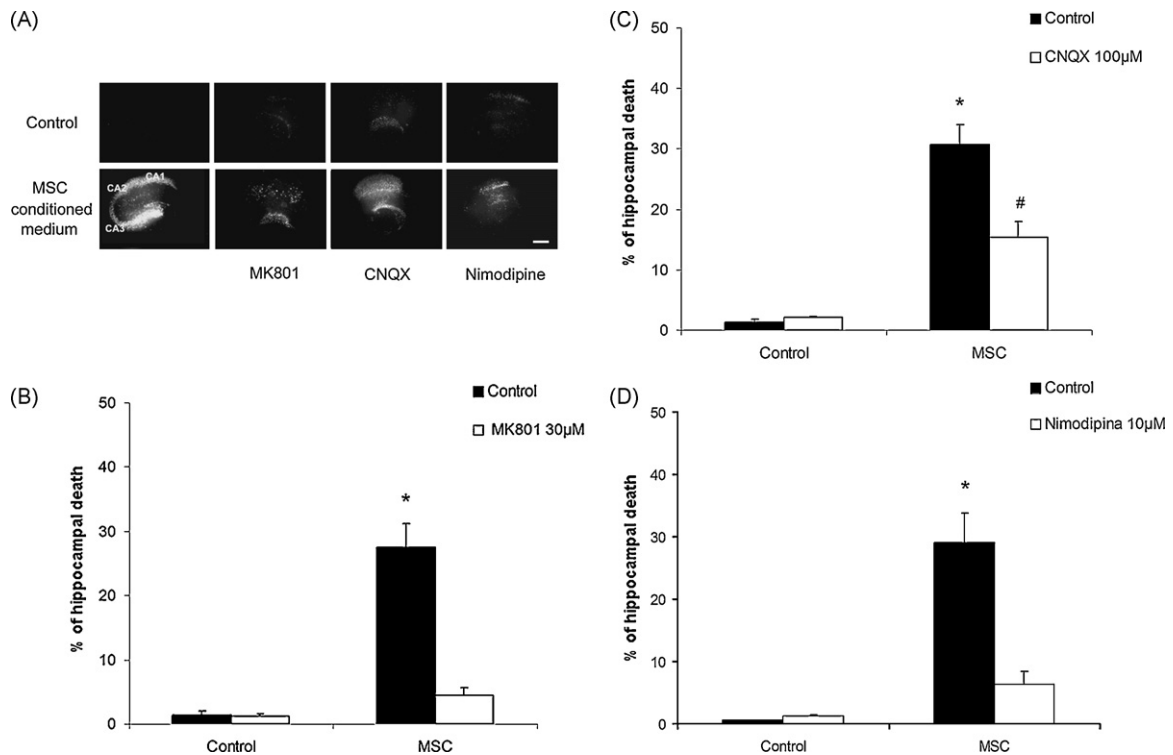 (A)
Control
MSC
conditioned
medium
CA1
CA2
CA3
MK801
CNQX
Nimodipine
(C)
Control
CNQX 100µM
% of hippocampal death
50
40
30
20
10
0
*
#
Control
MSC
(B)
Control
MK801 30µM
% of hippocampal death
50
40
30
20
10
0
*
Control
MSC
(D)
Control
Nimodipina 10µM
% of hippocampal death
50
40
30
20
10
0
*
Control
MSC